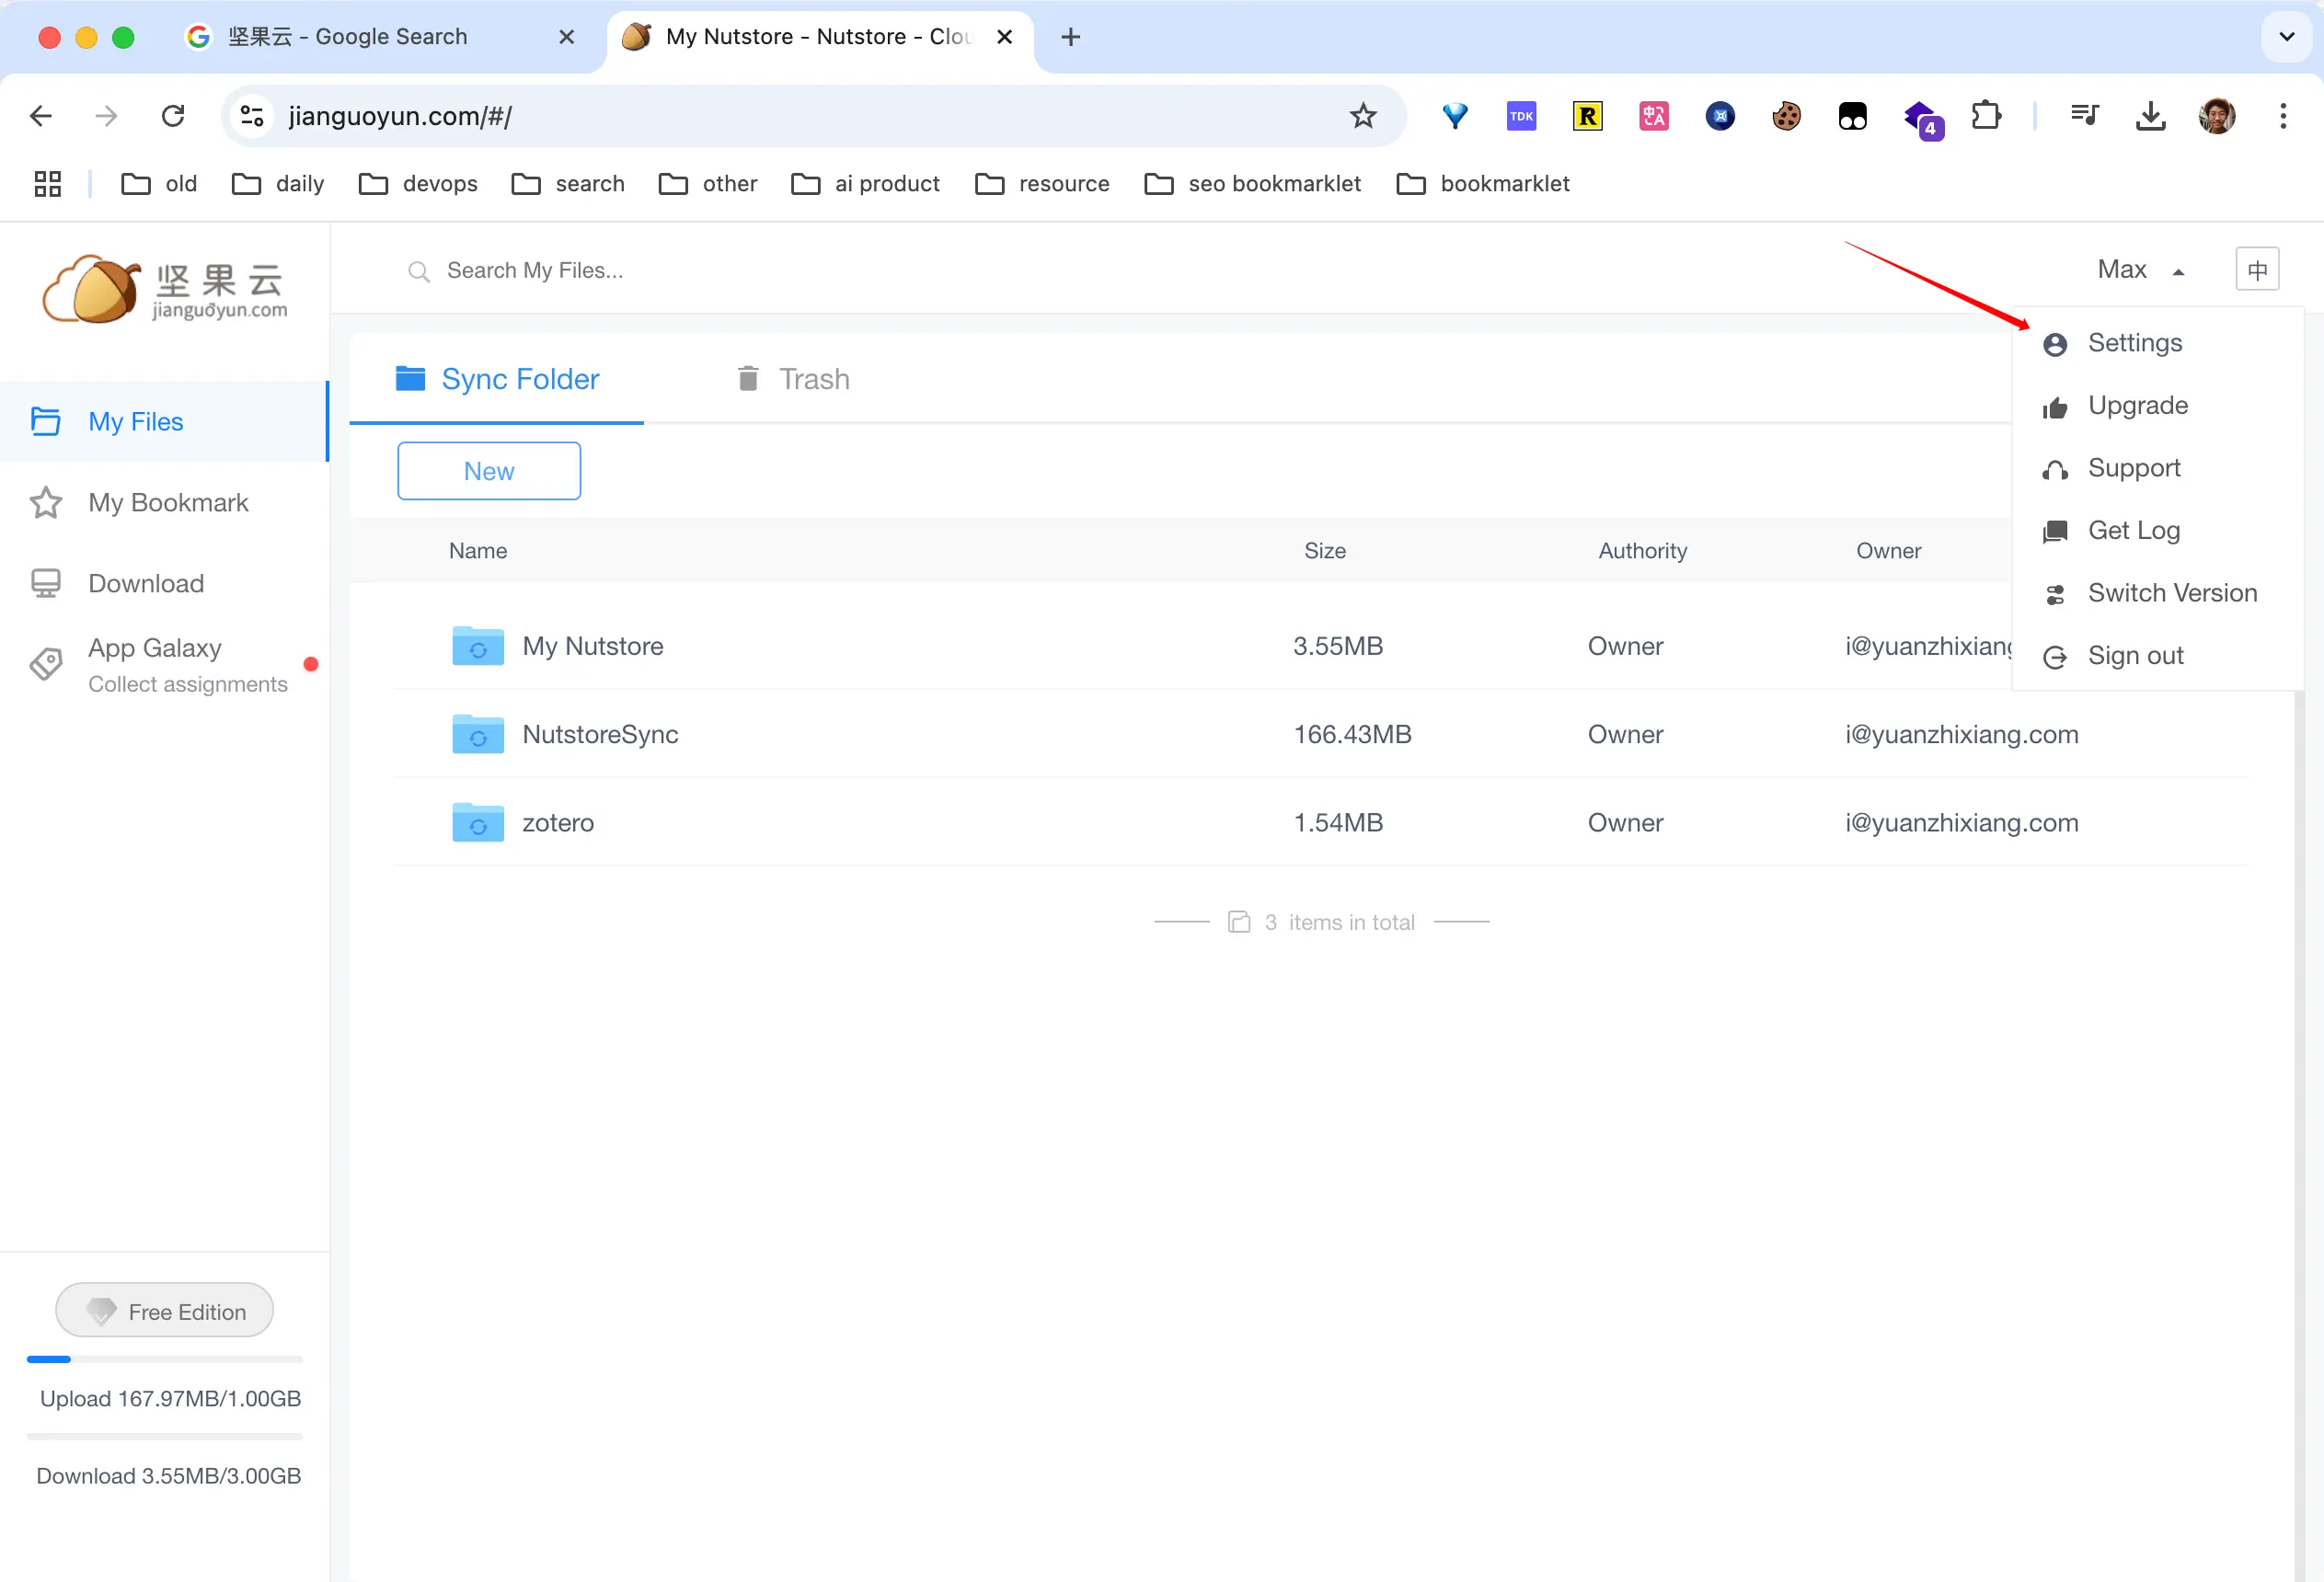 坚果云 - Google Search
My Nutstore - Nutstore - Clou
jianguoyun.com/#/
TDK
R
4
old
daily
devops
search
other
ai product
resource
seo bookmarklet
bookmarklet
坚果云
jianguoyun.com
Search My Files...
Max
中
Settings
Upgrade
Support
Get Log
Switch Version
Sign out
My Files
My Bookmark
Download
App Galaxy
Collect assignments
Sync Folder
Trash
New
Name Size Authority Owner
My Nutstore 3.55MB Owner i@yuanzhixiang
NutstoreSync 166.43MB Owner i@yuanzhixiang.com
zotero 1.54MB Owner i@yuanzhixiang.com
3 items in total
Free Edition
Upload 167.97MB/1.00GB
Download 3.55MB/3.00GB